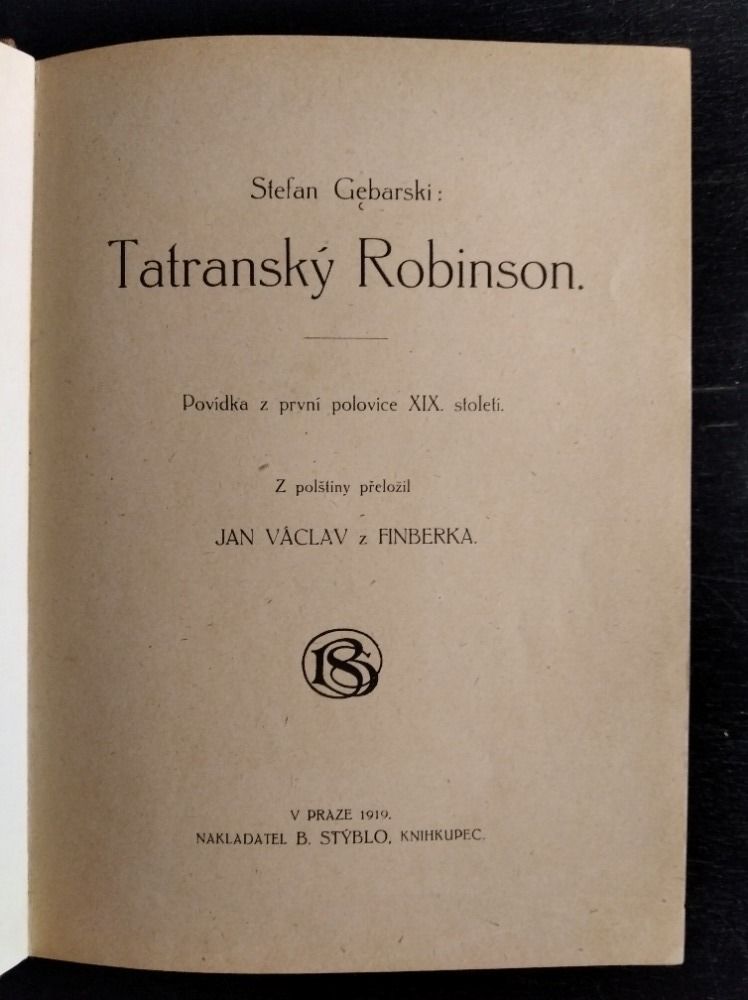 Stefan Gębarski:
Tatranský Robinson.
Povídka z první polovice XIX. století.
Z polštiny přeložil
JAN VÁCLAV z FINBERKA.
BS
V PRAZE 1919.
NAKLADATEL B. STÝBLO, KNIHKUPEC.